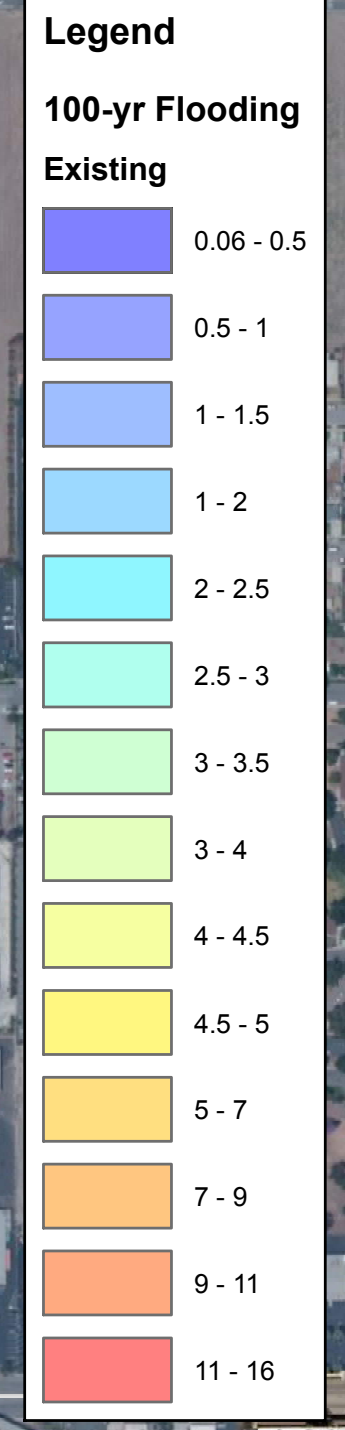 Legend
100-yr Flooding
Existing
0.06 - 0.5
0.5 - 1
1 - 1.5
1 - 2
2 - 2.5
2.5 - 3
3 - 3.5
3 - 4
4 - 4.5
4.5 - 5
5 - 7
7 - 9
9 - 11
11 - 16